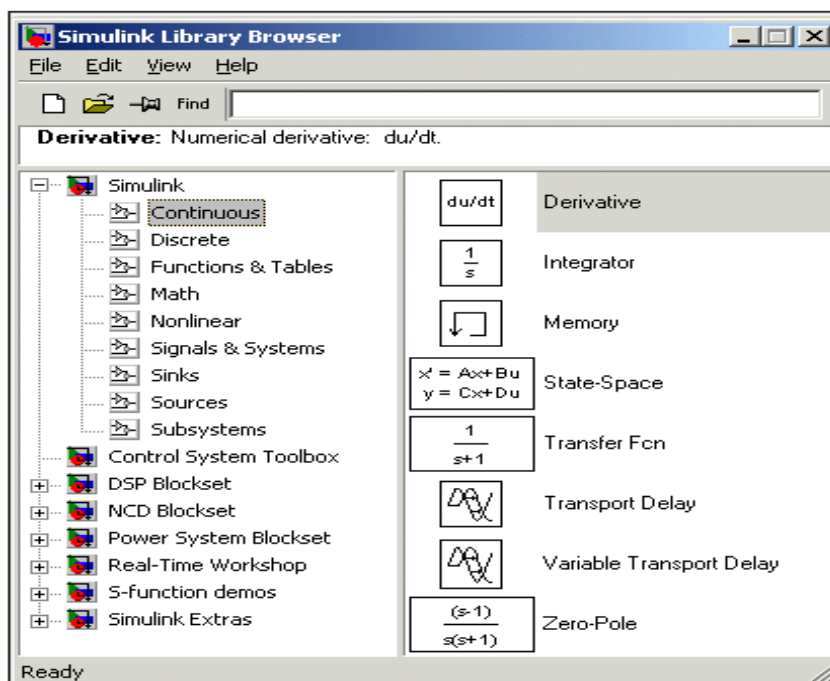 Simulink Library Browser
File Edit View Help
Find
Derivative: Numerical derivative: du/dt.
Simulink
Continuous
Discrete
Functions & Tables
Math
Nonlinear
Signals & Systems
Sinks
Sources
Subsystems
Control System Toolbox
DSP Blockset
NCD Blockset
Power System Blockset
Real-Time Workshop
S-function demos
Simulink Extras
du/dt Derivative
1
s
Integrator
Memory
x' = Ax+Bu
y = Cx+Du
State-Space
1
s+1
Transfer Fcn
Transport Delay
Variable Transport Delay
(s-1)
s(s+1)
Zero-Pole
Ready